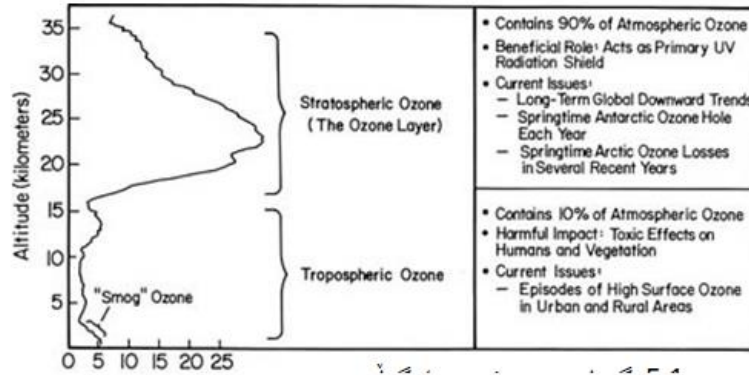 35
30
25
20
15
10
5
Altitude (kilometers)
0 5 10 15 20 25
Stratospheric Ozone
(The Ozone Layer)
Tropospheric Ozone
"Smog" Ozone
• Contains 90% of Atmospheric Ozone
• Beneficial Role: Acts as Primary UV
Radiation Shield
• Current Issues:
— Long-Term Global Downward Trends
— Springtime Antarctic Ozone Hole
Each Year
— Springtime Arctic Ozone Losses
in Several Recent Years
• Contains 10% of Atmospheric Ozone
• Harmful Impact: Toxic Effects on
Humans and Vegetation
• Current Issues:
— Episodes of High Surface Ozone
in Urban and Rural Areas